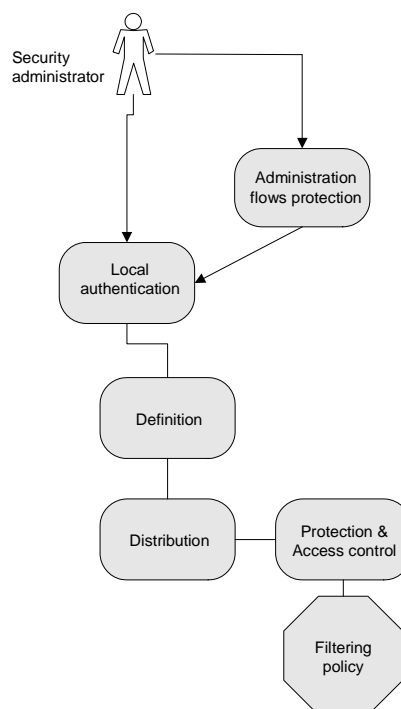 Security
administrator
Administration
flows protection
Local
authentication
Definition
Distribution
Protection &
Access control
Filtering
policy